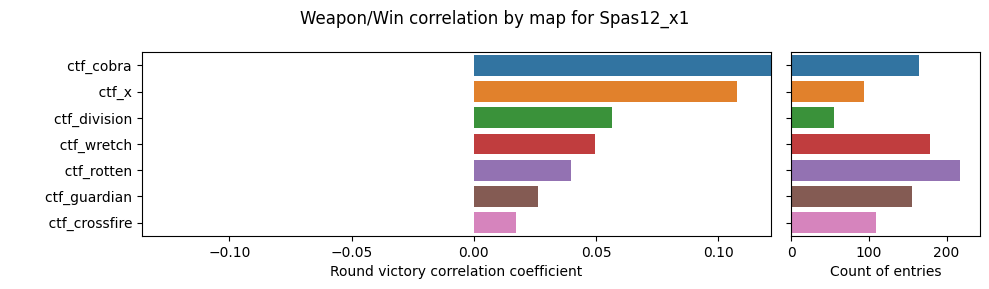 Weapon/Win correlation by map for Spas12_x1
ctf_cobra
ctf_x
ctf_division
ctf_wretch
ctf_rotten
ctf_guardian
ctf_crossfire
−0.10 −0.05 0.00 0.05 0.10 0 100 200
Round victory correlation coefficient Count of entries